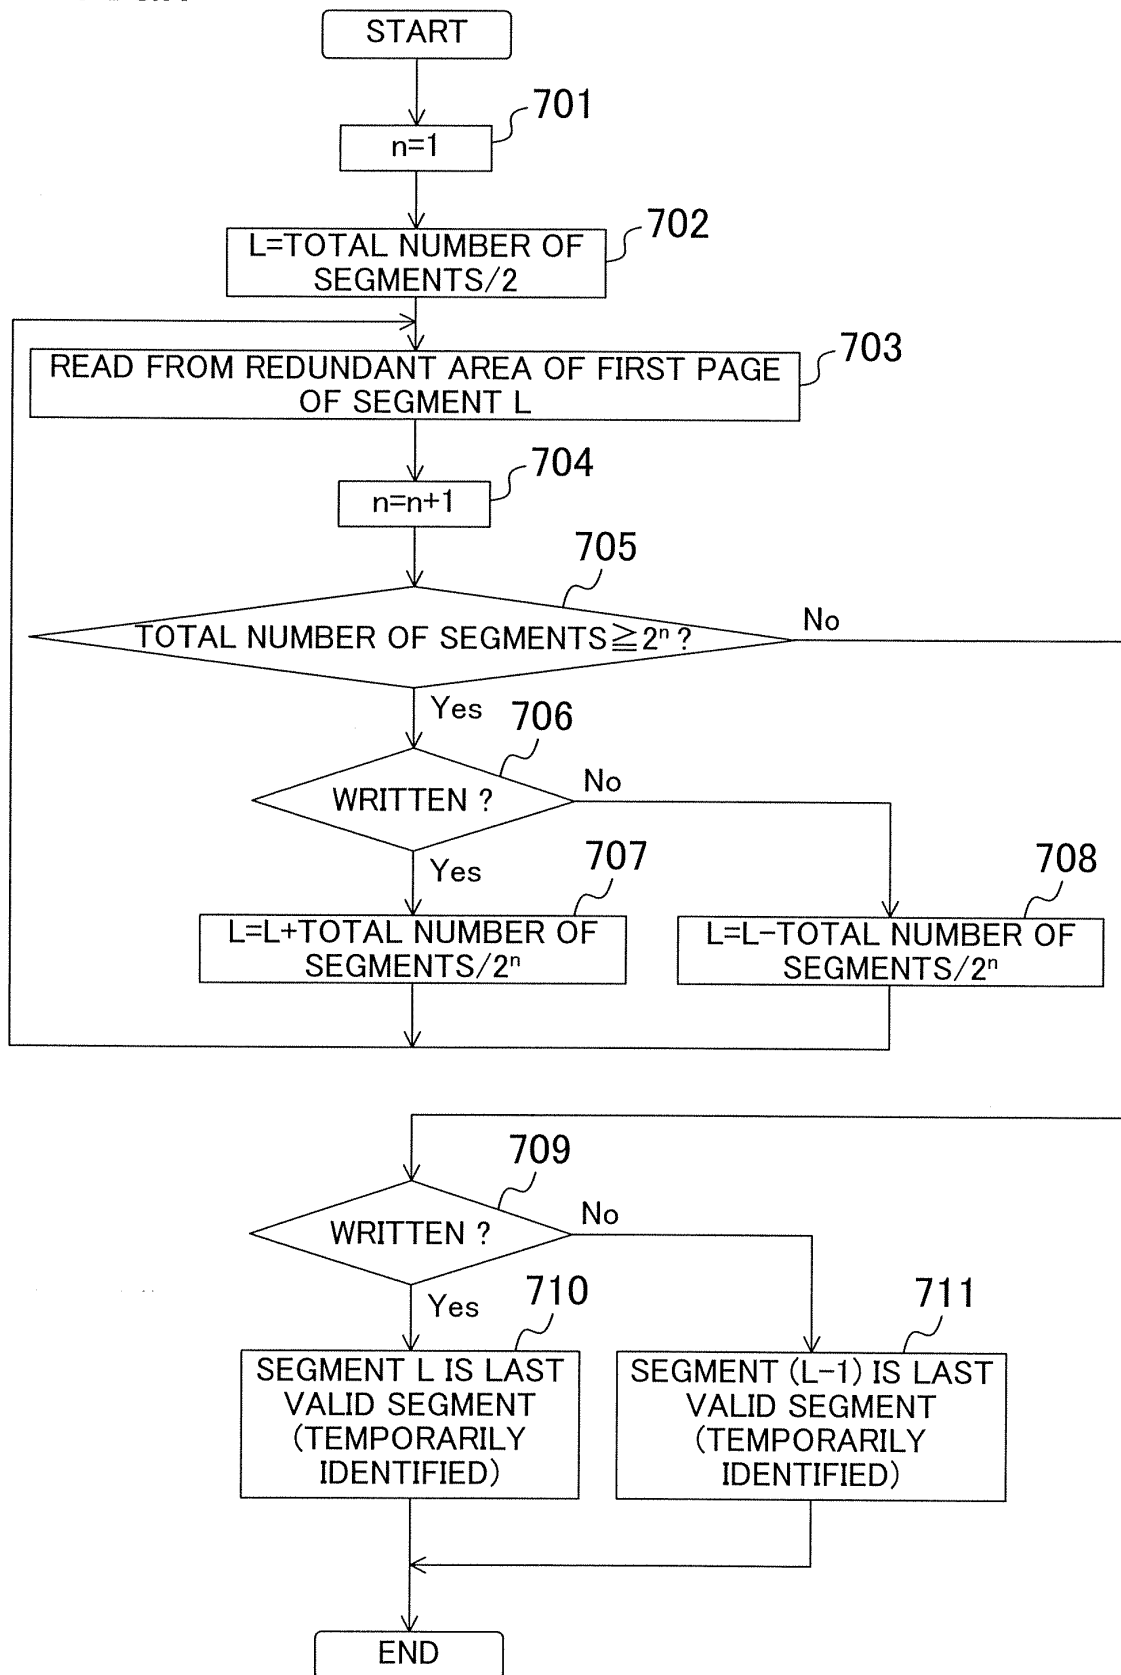 START
701
n=1
702
L=TOTAL NUMBER OF
SEGMENTS/2
703
READ FROM REDUNDANT AREA OF FIRST PAGE
OF SEGMENT L
704
n=n+1
705
TOTAL NUMBER OF SEGMENTS≧2ⁿ?
No
Yes
706
WRITTEN ?
No
Yes
707
L=L+TOTAL NUMBER OF
SEGMENTS/2ⁿ
708
L=L-TOTAL NUMBER OF
SEGMENTS/2ⁿ
709
WRITTEN ?
No
Yes
710
SEGMENT L IS LAST
VALID SEGMENT
(TEMPORARILY
IDENTIFIED)
711
SEGMENT (L-1) IS LAST
VALID SEGMENT
(TEMPORARILY
IDENTIFIED)
END